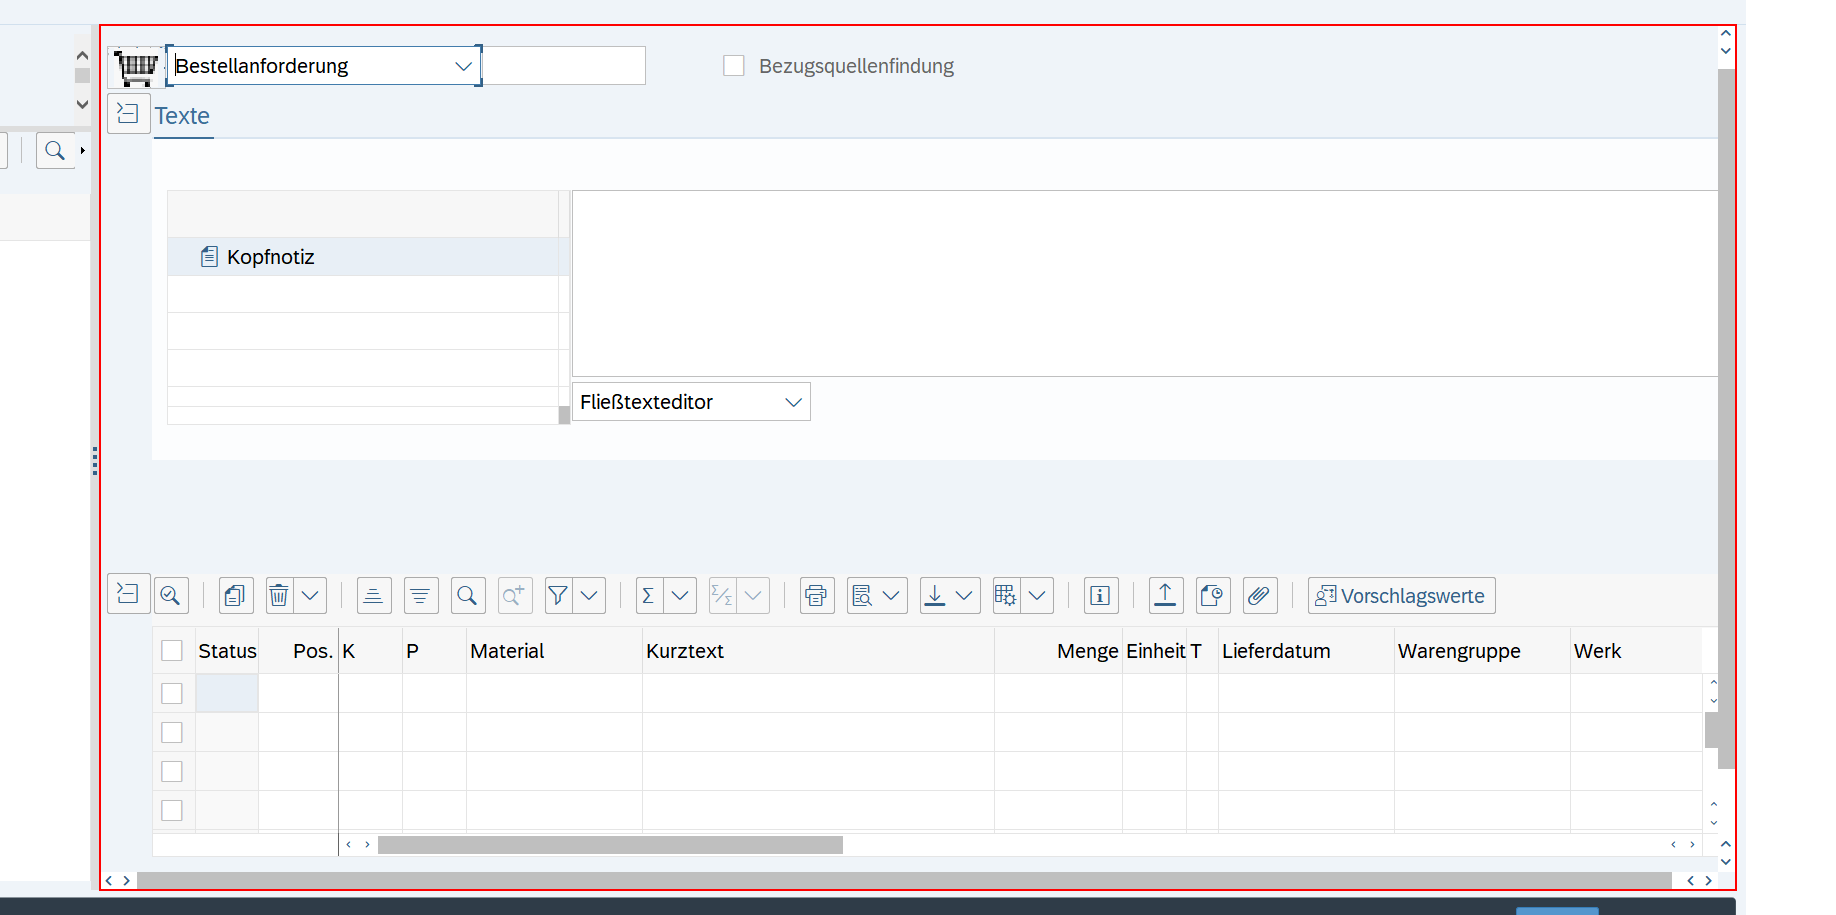 Bestellanforderung
Bezugsquellenfindung
Texte
Kopfnotiz
Fließtexteditor
Vorschlagswerte
Status Pos. K P Material Kurztext Menge Einheit T Lieferdatum Warengruppe Werk